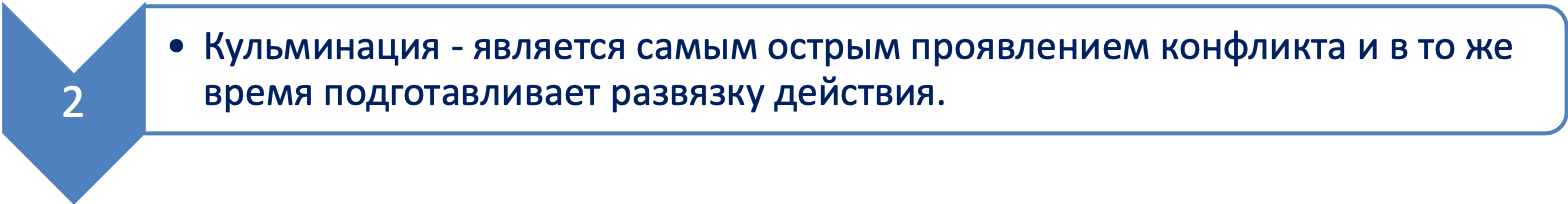 2
• Кульминация - является самым острым проявлением конфликта и в то же
время подготавливает развязку действия.